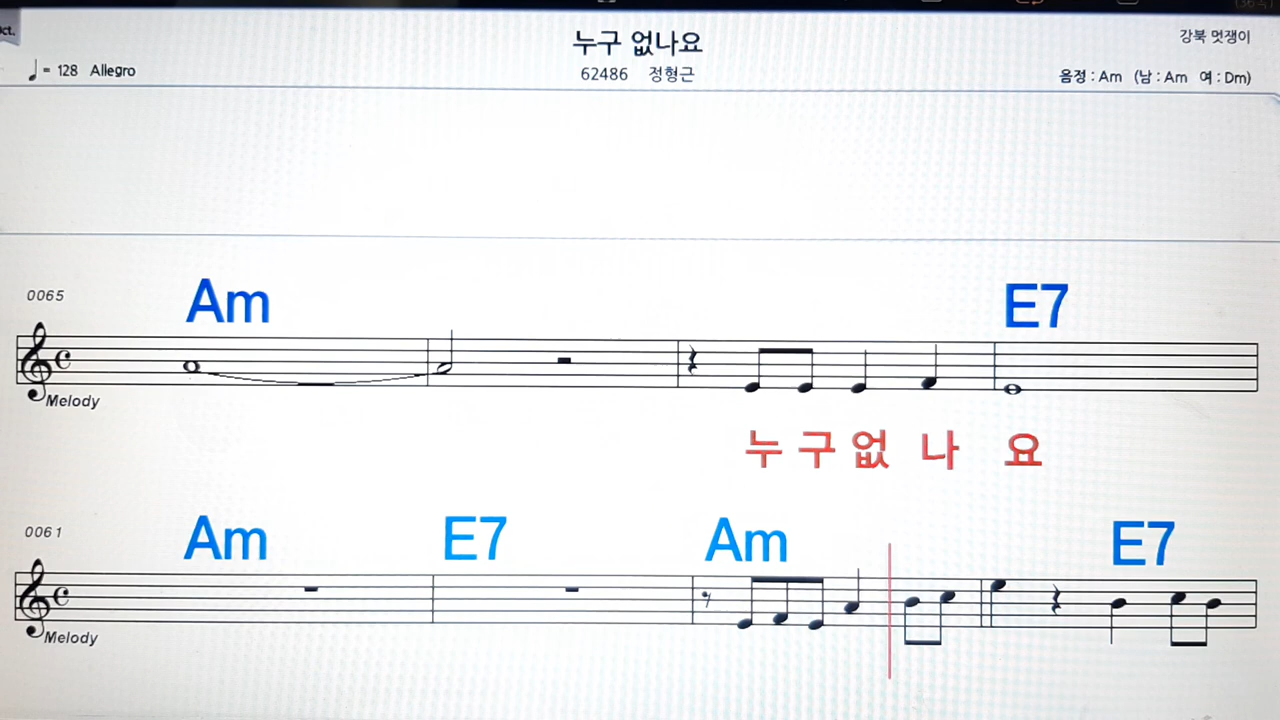 누구 없나요
강북 멋쟁이
♩= 128 Allegro
62486 정형근
음정 : Am (남 : Am 여 : Dm)
0065
Am E7
Melody
누 구 없 나 요
0061
Am E7 Am E7
Melody